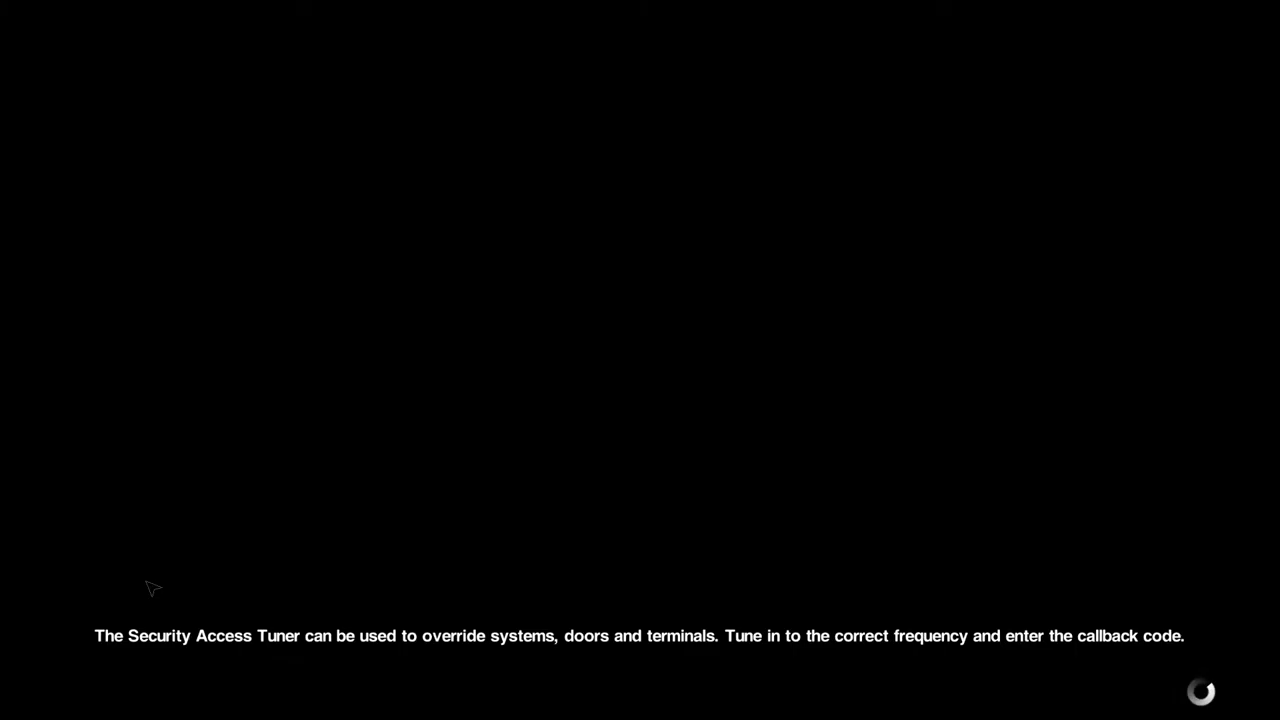 The Security Access Tuner can be used to override systems, doors and terminals. Tune in to the correct frequency and enter the callback code.